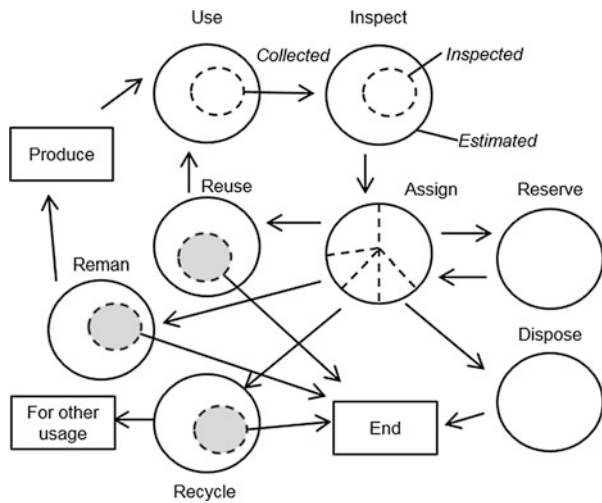 Use
Inspect
Collected
Inspected
Estimated
Produce
Reuse
Assign
Reserve
Reman
Dispose
For other
usage
End
Recycle